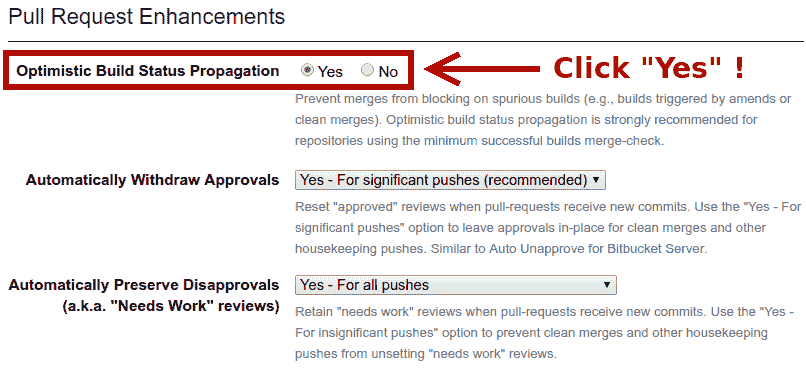 Pull Request Enhancements
Optimistic Build Status Propagation Yes No Click "Yes" !
Prevent merges from blocking on spurious builds (e.g., builds triggered by amends or
clean merges). Optimistic build status propagation is strongly recommended for
repositories using the minimum successful builds merge-check.
Automatically Withdraw Approvals Yes - For significant pushes (recommended)
Reset "approved" reviews when pull-requests receive new commits. Use the "Yes - For
significant pushes" option to leave approvals in-place for clean merges and other
housekeeping pushes. Similar to Auto Unapprove for Bitbucket Server.
Automatically Preserve Disapprovals Yes - For all pushes
(a.k.a. "Needs Work" reviews)
Retain "needs work" reviews when pull-requests receive new commits. Use the "Yes -
For insignificant pushes" option to prevent clean merges and other housekeeping
pushes from unsetting "needs work" reviews.